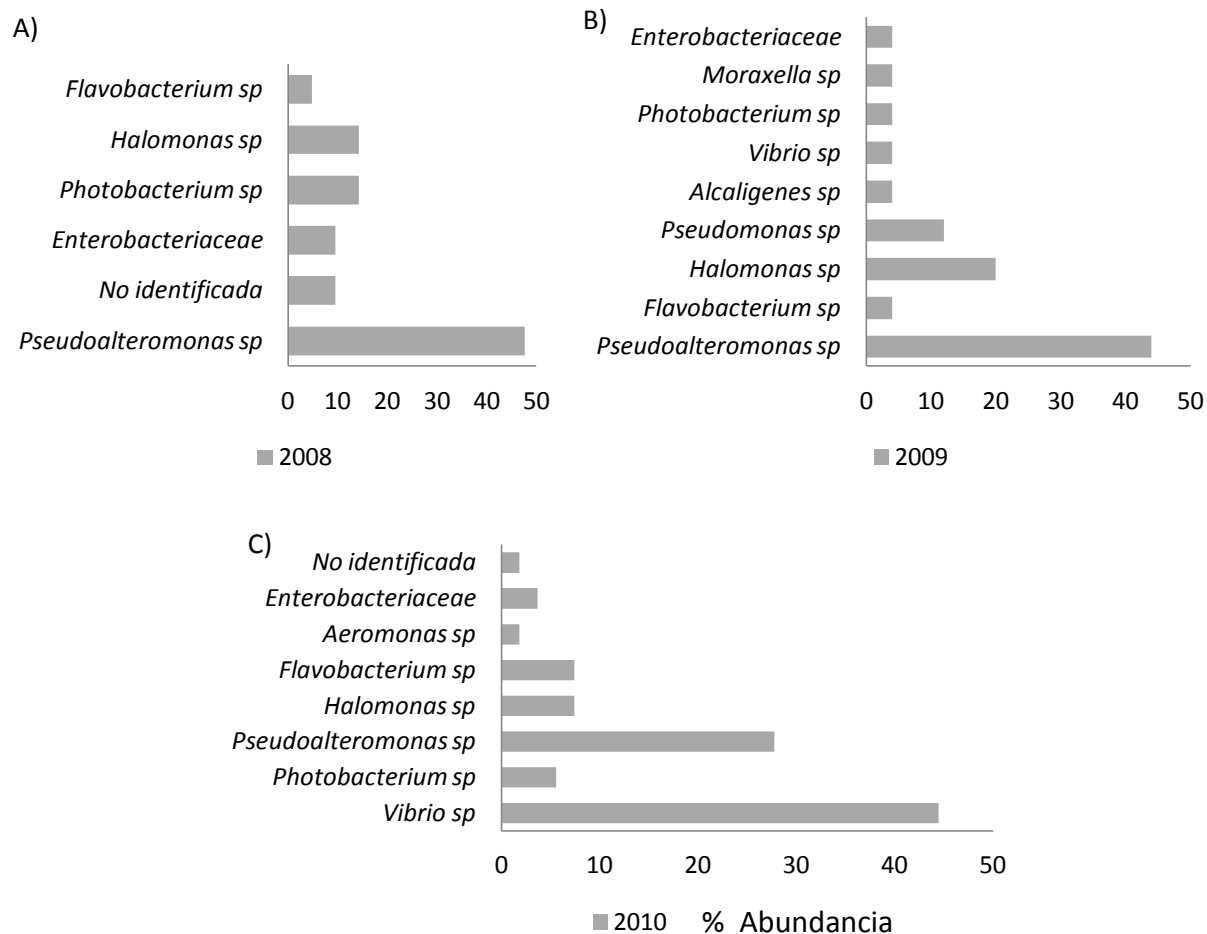 A)
Flavobacterium sp
Halomonas sp
Photobacterium sp
Enterobacteriaceae
No identificada
Pseudoalteromonas sp
0 10 20 30 40 50
2008
B)
Enterobacteriaceae
Moraxella sp
Photobacterium sp
Vibrio sp
Alcaligenes sp
Pseudomonas sp
Halomonas sp
Flavobacterium sp
Pseudoalteromonas sp
0 10 20 30 40 50
2009
C)
No identificada
Enterobacteriaceae
Aeromonas sp
Flavobacterium sp
Halomonas sp
Pseudoalteromonas sp
Photobacterium sp
Vibrio sp
0 10 20 30 40 50
2010 % Abundancia